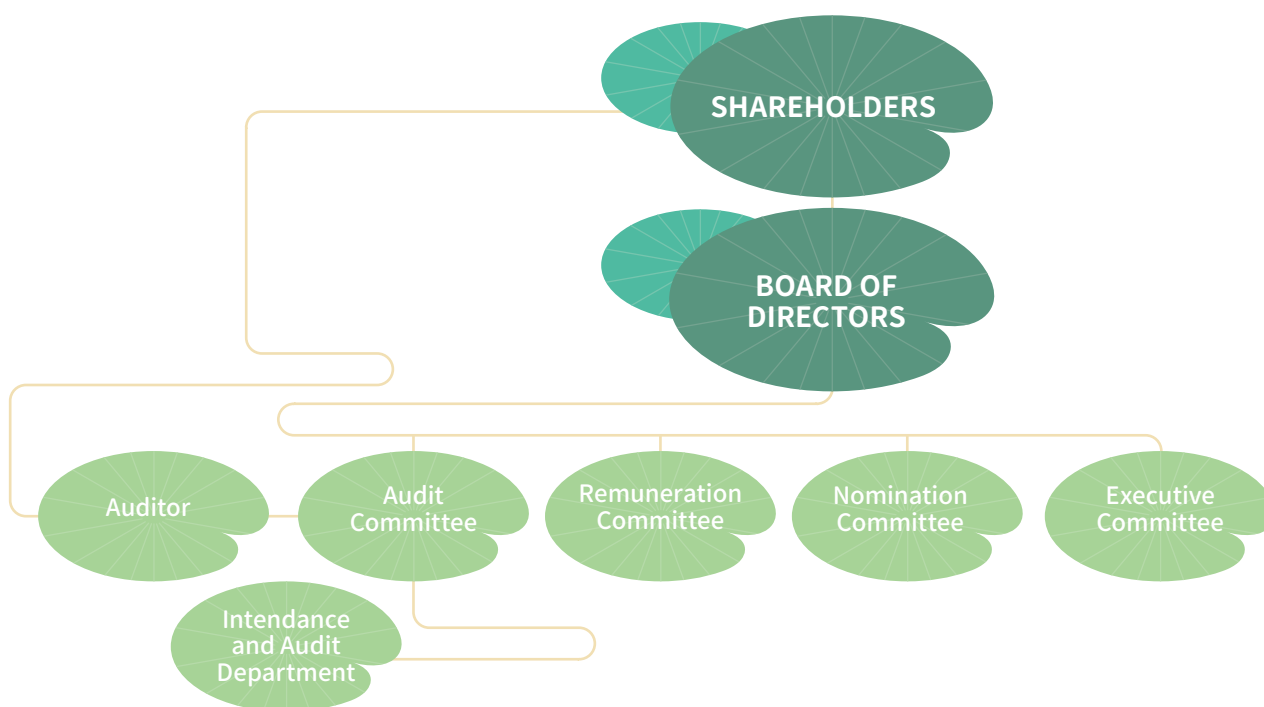 SHAREHOLDERS
BOARD OF
DIRECTORS
Auditor
Audit
Committee
Remuneration
Committee
Nomination
Committee
Executive
Committee
Intendance
and Audit
Department